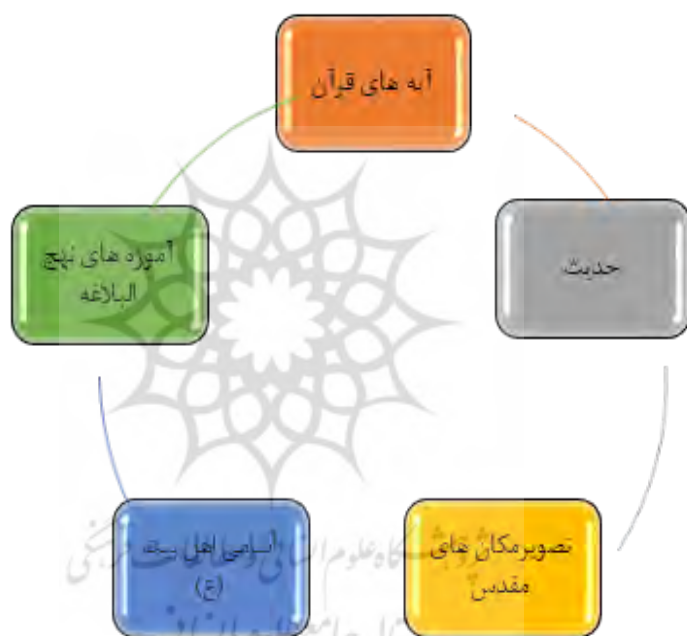 آیه های قرآن
حدیث
تصویرمکان های
مقدس
اسامی اهل بیت
(ع)
آموزه های نهج
البلاغه